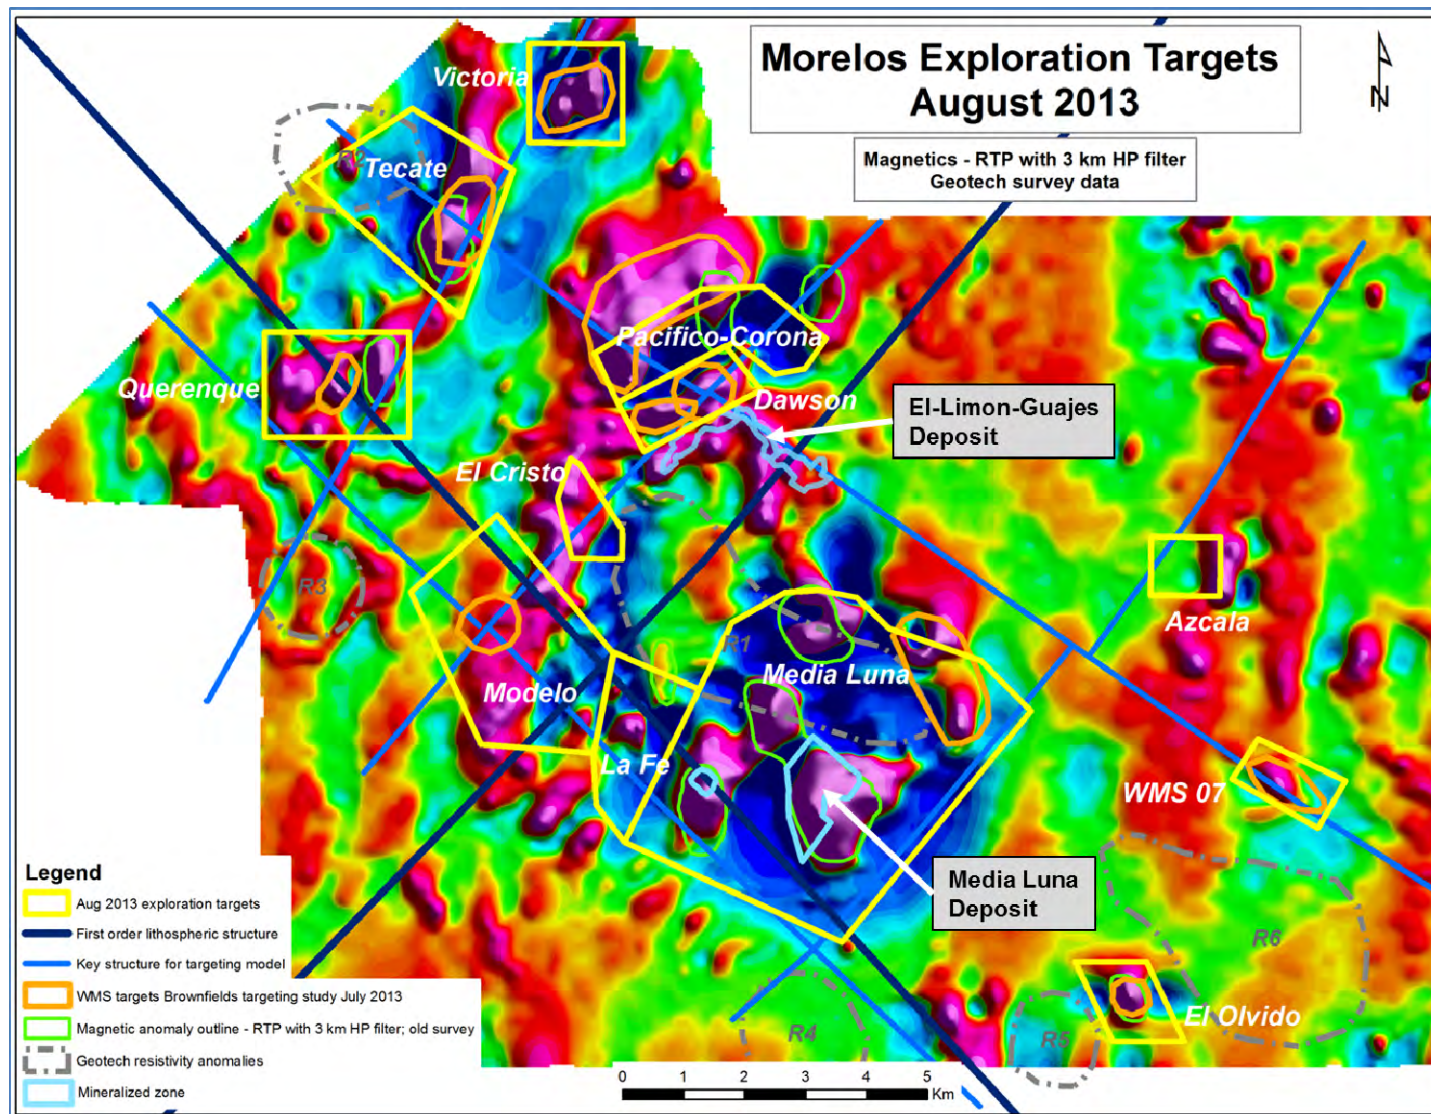 Morelos Exploration Targets
August 2013
Magnetics - RTP with 3 km HP filter
Geotech survey data
N
Victoria
R2
Tecate
Pacifico-Corona
Querenque
Dawson
El-Limon-Guajes
Deposit
El Cristo
R3
Azcala
R1
Media Luna
Modelo
La Fe
WMS 07
Media Luna
Deposit
R6
El Olvido
R4
R5
Legend
Aug 2013 exploration targets
First order lithospheric structure
Key structure for targeting model
WMS targets Brownfields targeting study July 2013
Magnetic anomaly outline - RTP with 3 km HP filter; old survey
Geotech resistivity anomalies
Mineralized zone
0 1 2 3 4 5
Km